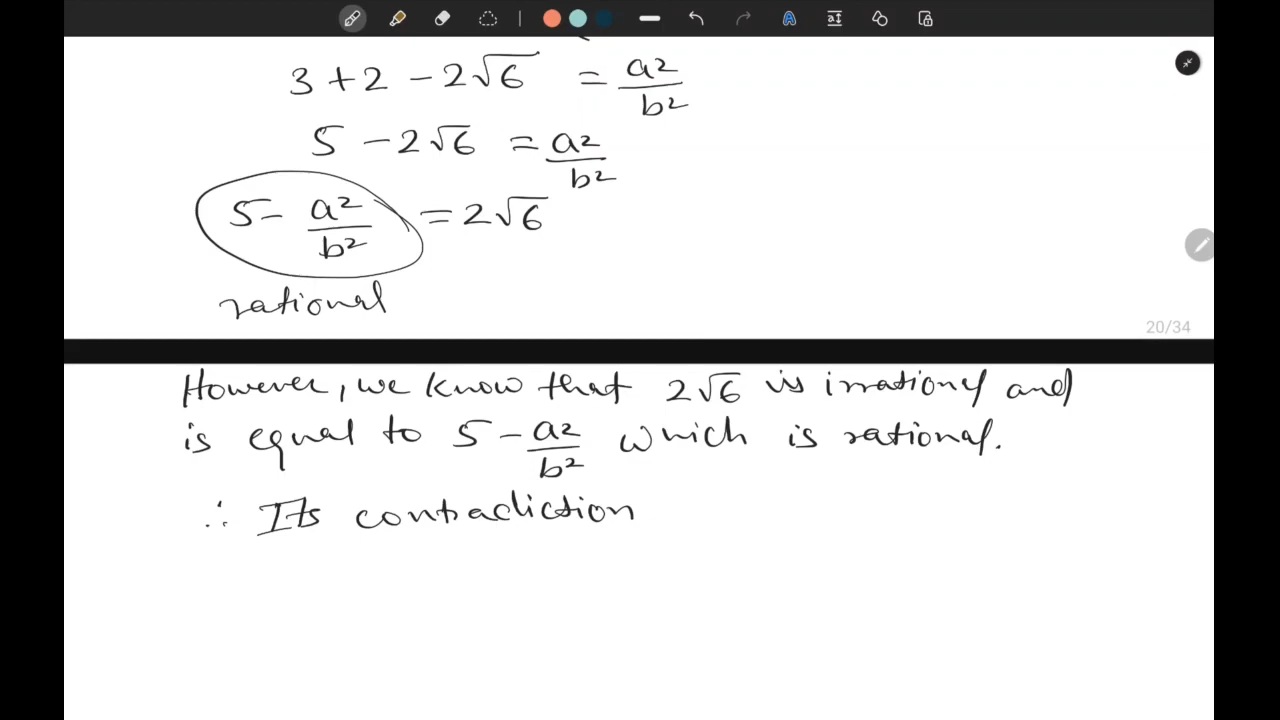 3 + 2 - 2√6 = a²/b²
5 - 2√6 = a²/b²
5 - a²/b² = 2√6
rational
20/34
However, we know that 2√6 is irrational and
is equal to 5 - a²/b² which is rational.
∴ Its contradiction